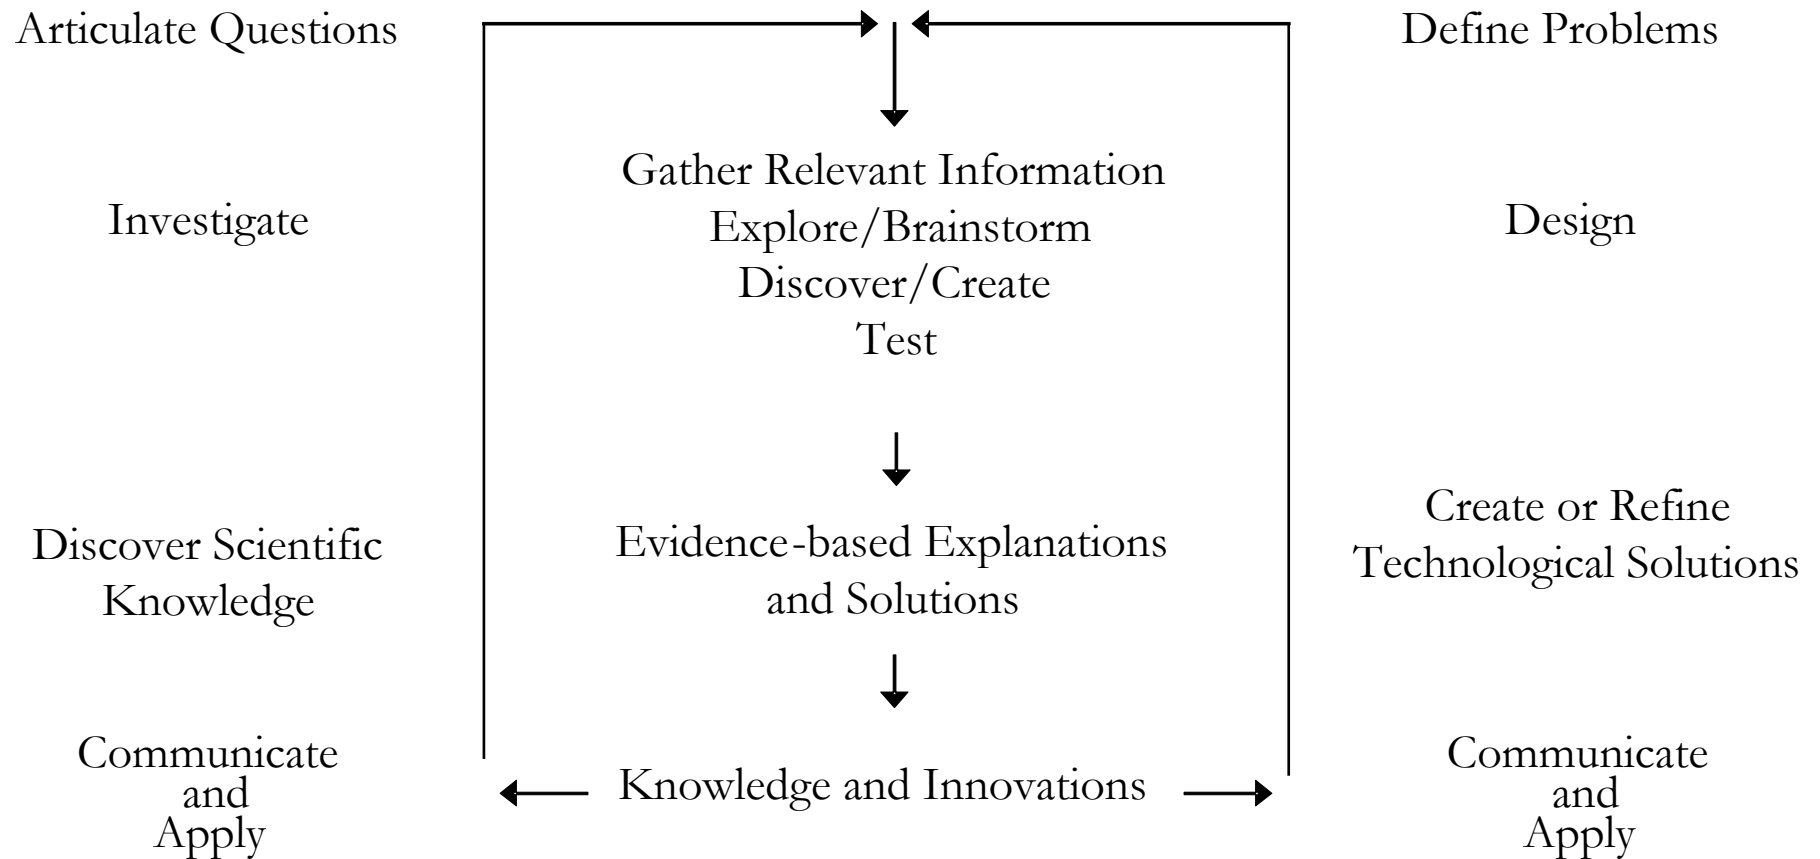 Articulate Questions
Define Problems
Gather Relevant Information
Explore/Brainstorm
Discover/Create
Test
Investigate
Design
Discover Scientific
Knowledge
Evidence-based Explanations
and Solutions
Create or Refine
Technological Solutions
Communicate
and
Apply
Knowledge and Innovations
Communicate
and
Apply